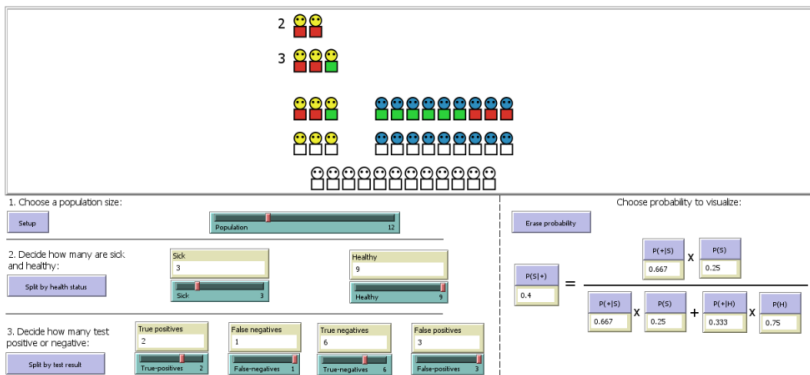 2
3
1. Choose a population size:
Setup
Population 12
2. Decide how many are sick
and healthy:
Split by health status
Sick
3
Sick 3
Healthy
9
Healthy 9
3. Decide how many test
positive or negative:
Split by test result
True positives
2
True-positives 2
False negatives
1
False-negatives 1
True negatives
6
True-negatives 6
False positives
3
False-positives 3
Choose probability to visualize:
Erase probability
P(S|+)
0.4
=
P(+|S) x P(S)
0.667 0.25
P(+|S) x P(S) + P(+|H) x P(H)
0.667 0.25 0.333 0.75